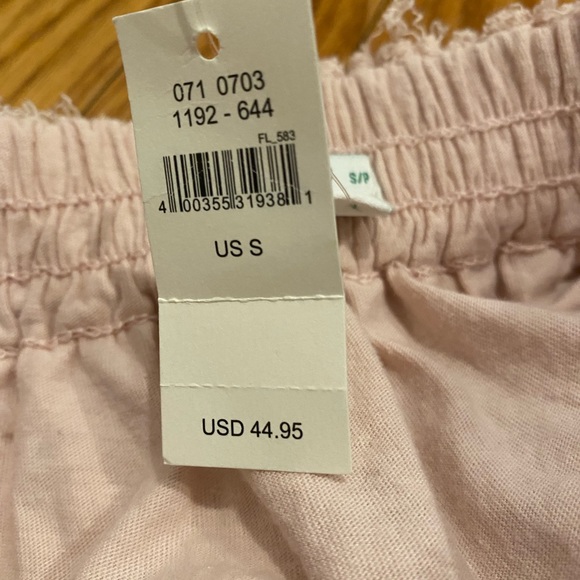 071 0703
1192 - 644
FL_583
4 00355 31938 1
S/P
US S
USD 44.95